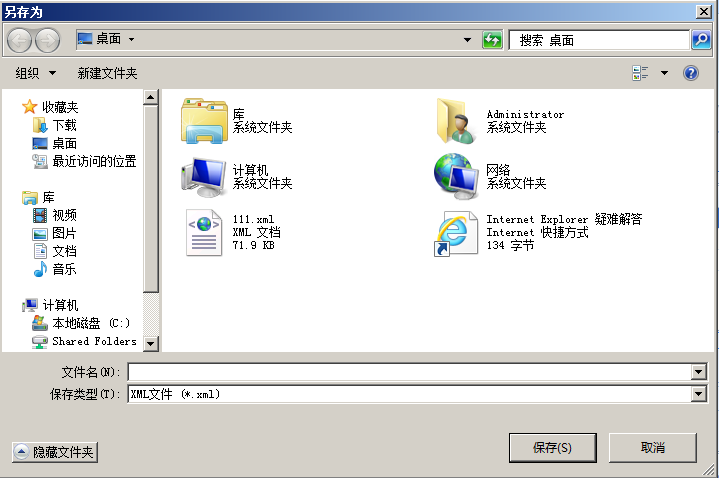 另存为
桌面
搜索 桌面
组织
新建文件夹
收藏夹
下载
桌面
最近访问的位置
库
视频
图片
文档
音乐
计算机
本地磁盘 (C:)
Shared Folders
库
系统文件夹
Administrator
系统文件夹
计算机
系统文件夹
网络
系统文件夹
111.xml
XML 文档
71.9 KB
Internet Explorer 疑难解答
Internet 快捷方式
134 字节
文件名(N):
保存类型(T):
XML文件 (*.xml)
隐藏文件夹
保存(S)
取消